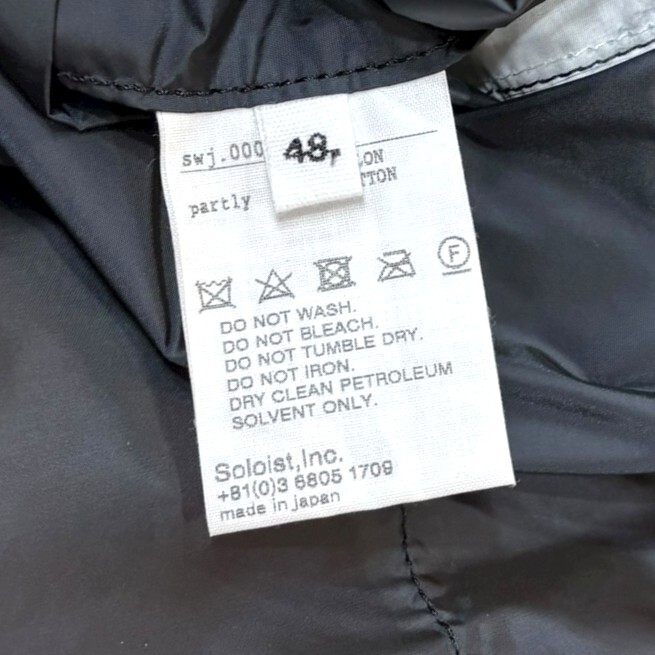 swj.000
48,
LON
partly
TTON
F
DO NOT WASH.
DO NOT BLEACH.
DO NOT TUMBLE DRY.
DO NOT IRON.
DRY CLEAN PETROLEUM
SOLVENT ONLY.
Soloist,Inc.
+81(0)3 6805 1709
made in japan